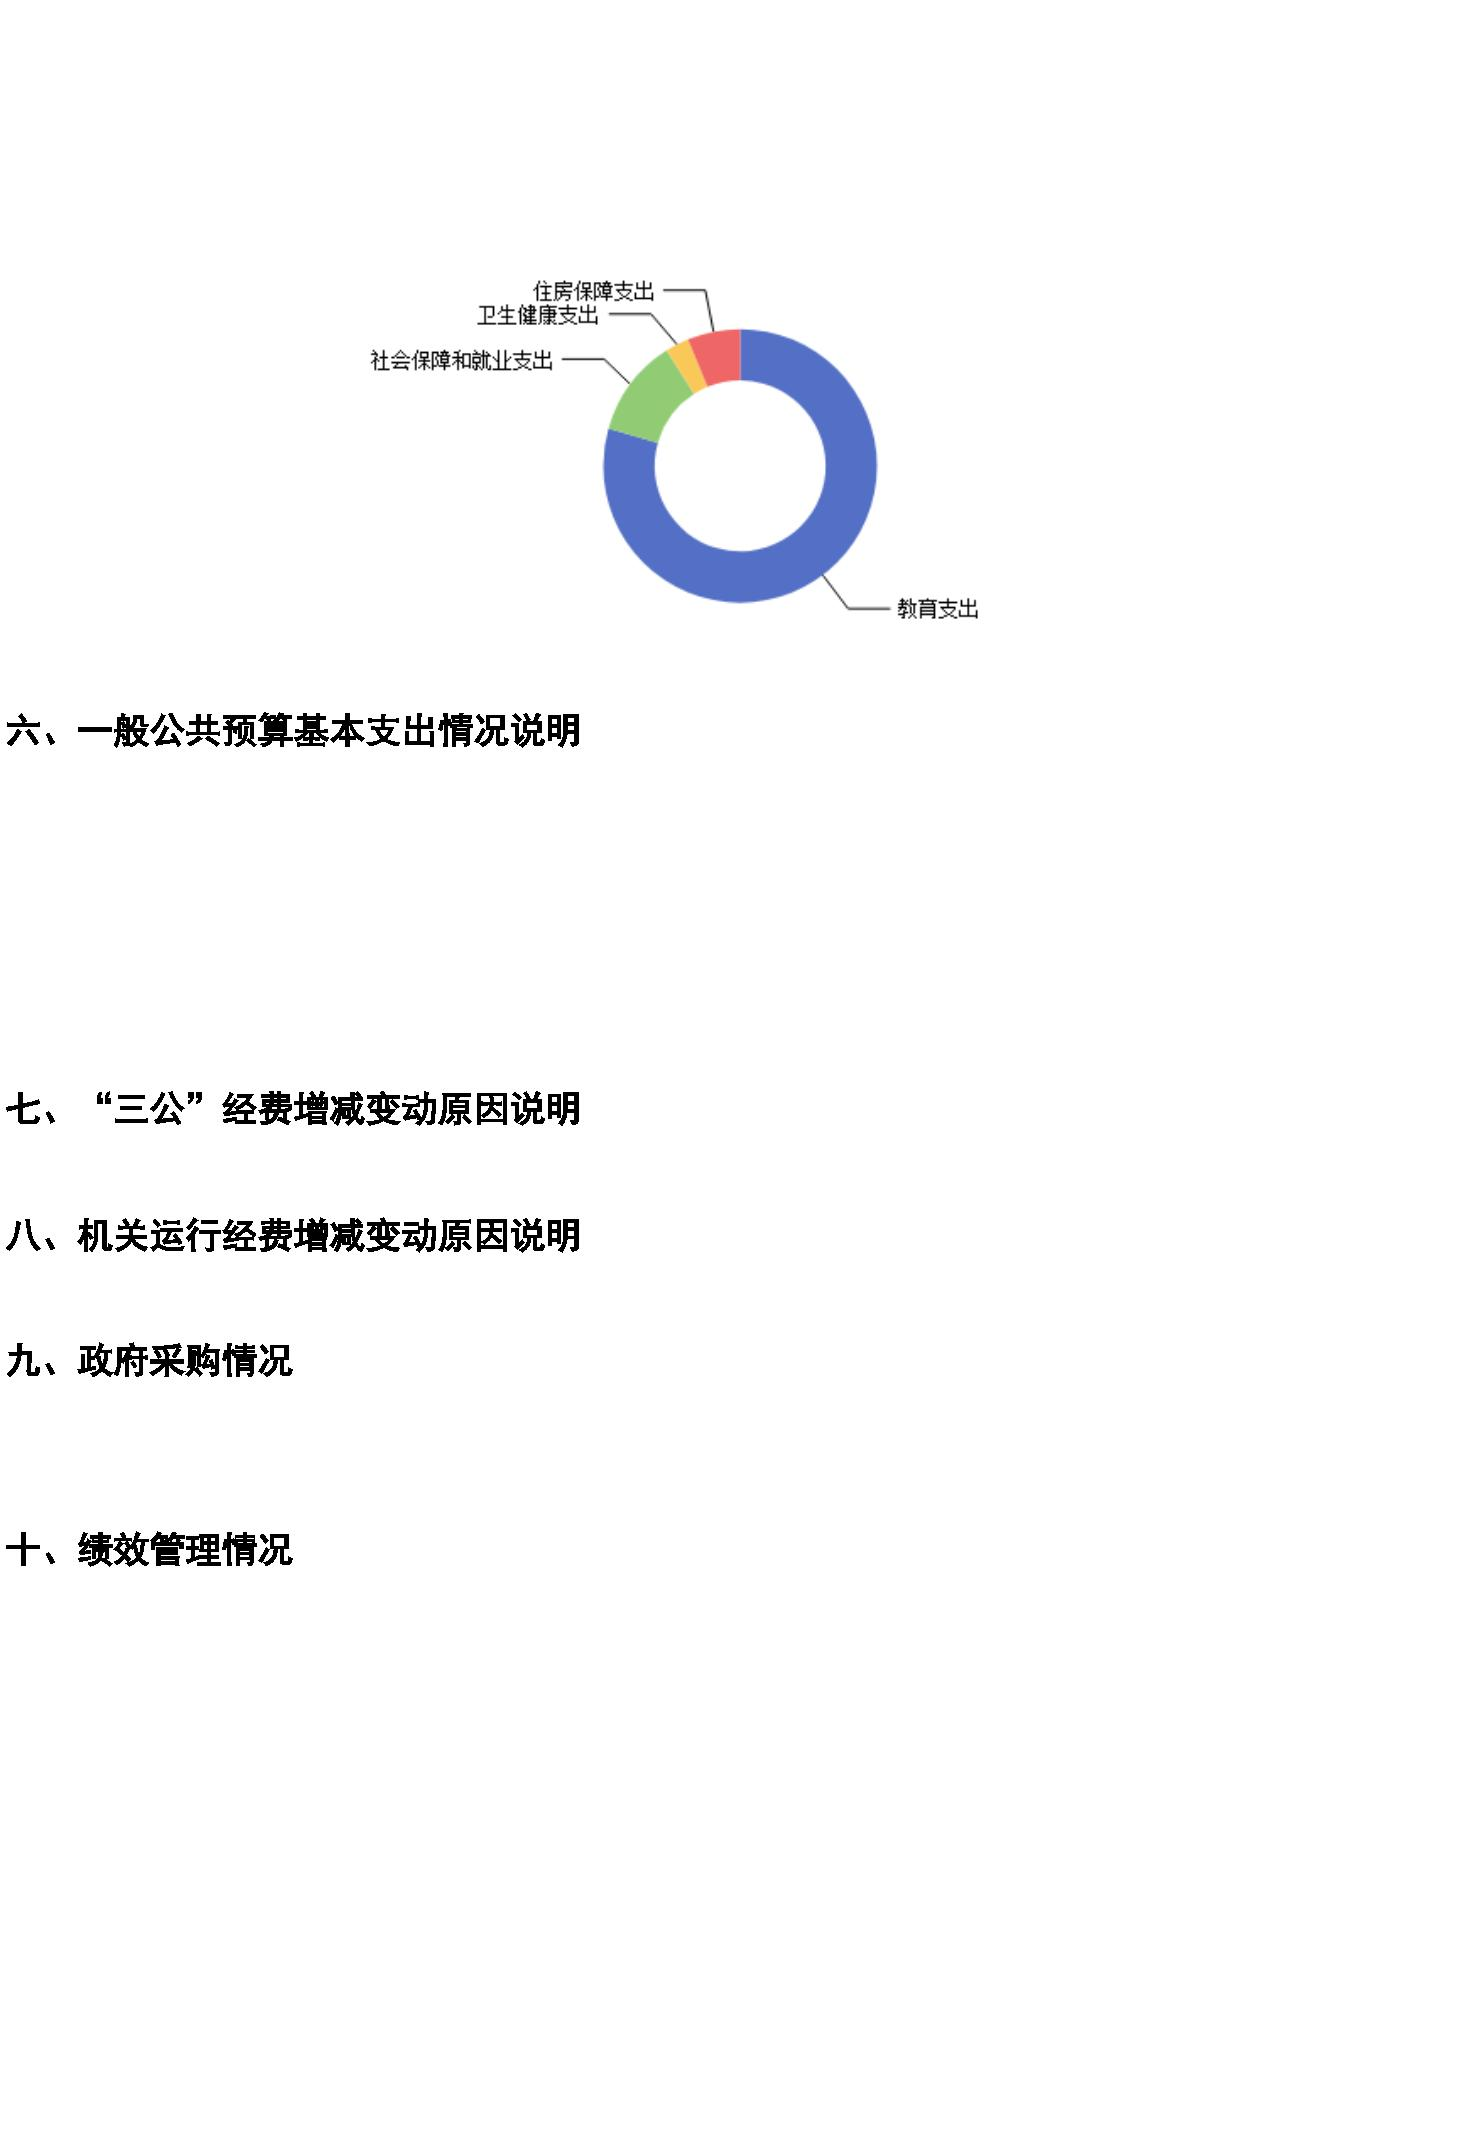 住房保障支出
卫生健康支出
社会保障和就业支出
教育支出
六、一般公共预算基本支出情况说明
七、“三公”经费增减变动原因说明
八、机关运行经费增减变动原因说明
九、政府采购情况
十、绩效管理情况